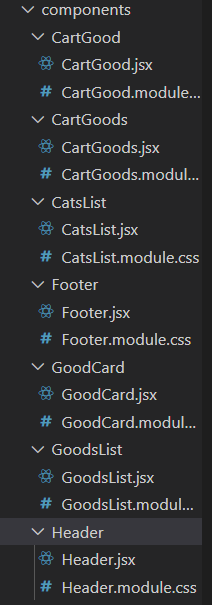 components
CartGood
CartGood.jsx
# CartGood.module...
CartGoods
CartGoods.jsx
# CartGoods.modul...
CatsList
CatsList.jsx
# CatsList.module.css
Footer
Footer.jsx
# Footer.module.css
GoodCard
GoodCard.jsx
# GoodCard.modul...
GoodsList
GoodsList.jsx
# GoodsList.modul...
Header
Header.jsx
# Header.module.css